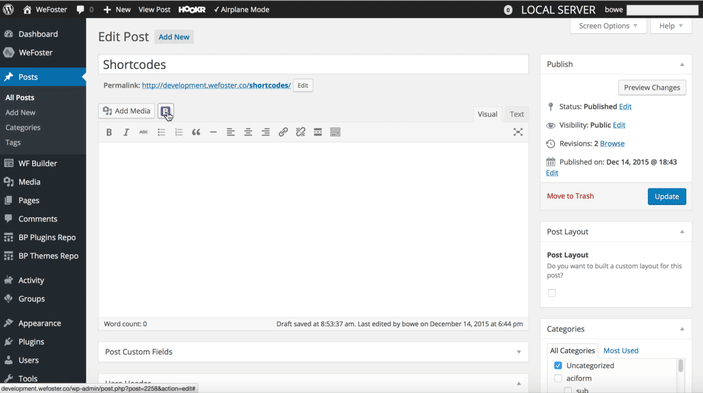 WeFoster 0 + New View Post HOOKR ✓ Airplane Mode 0 LOCAL SERVER bowe
Screen Options ▼ Help ▼
Dashboard
WeFoster
Posts
All Posts
Add New
Categories
Tags
WF Builder
Media
Pages
Comments
BP Plugins Repo
BP Themes Repo
Activity
Groups
Appearance
Plugins
Users
Tools
Edit Post Add New
Shortcodes
Permalink: http://development.wefoster.co/shortcodes/ Edit
Add Media
Visual Text
B I ABC
Word count: 0 Draft saved at 8:53:37 am. Last edited by bowe on December 14, 2015 at 6:44 pm
Post Custom Fields
Hero Header
Publish
Preview Changes
Status: Published Edit
Visibility: Public Edit
Revisions: 2 Browse
Published on: Dec 14, 2015 @ 18:43
Edit
Move to Trash Update
Post Layout
Post Layout
Do you want to built a custom layout for this
post?
Categories
All Categories Most Used
Uncategorized
aciform
sub
development.wefoster.co/wp-admin/post.php?post=2258&action=edit#